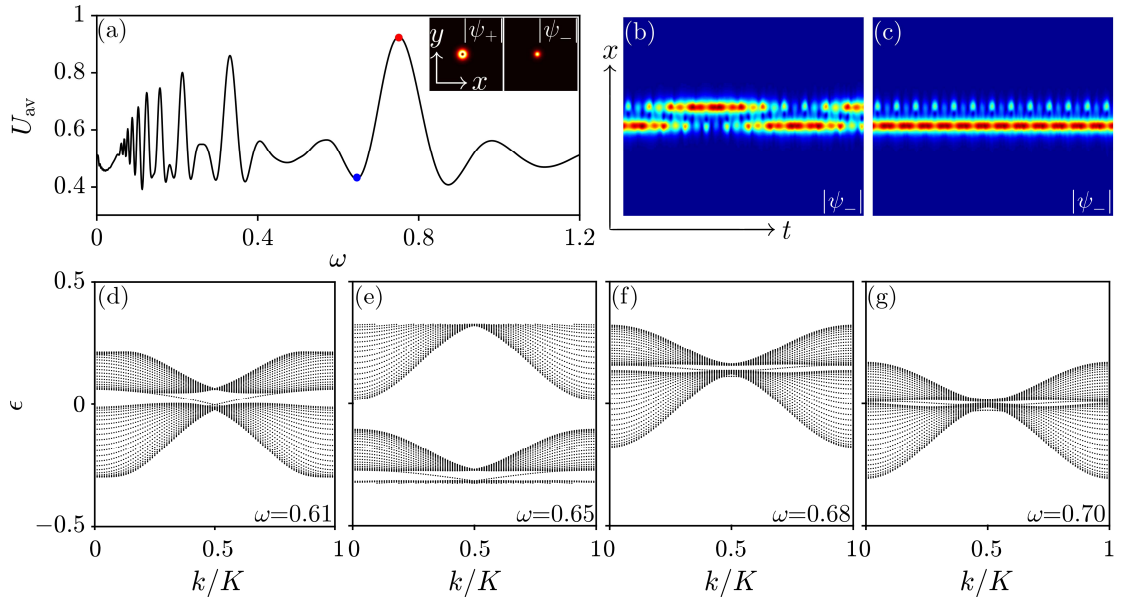 (a)
U_av
1
0.8
0.6
0.4
0 0.4 0.8 1.2
ω
|ψ₊| |ψ₋|
y
x
(b) (c)
x
|ψ₋| |ψ₋|
t
(d) (e) (f) (g)
0.5
0
−0.5
ϵ
ω=0.61 ω=0.65 ω=0.68 ω=0.70
0 0.5 1 0 0.5 1 0 0.5 1 0 0.5 1
k/K k/K k/K k/K